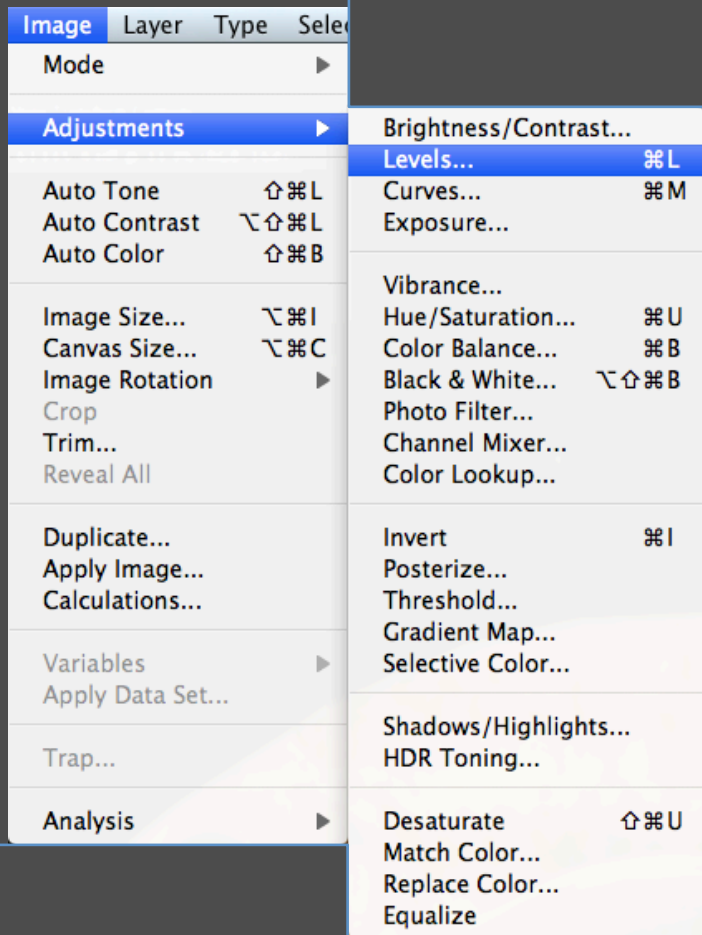 Image Layer Type Selec
Mode
Adjustments
Auto Tone ⇧⌘L
Auto Contrast ⌥⇧⌘L
Auto Color ⇧⌘B
Image Size... ⌥⌘I
Canvas Size... ⌥⌘C
Image Rotation
Crop
Trim...
Reveal All
Duplicate...
Apply Image...
Calculations...
Variables
Apply Data Set...
Trap...
Analysis
Brightness/Contrast...
Levels... ⌘L
Curves... ⌘M
Exposure...
Vibrance...
Hue/Saturation... ⌘U
Color Balance... ⌘B
Black & White... ⌥⇧⌘B
Photo Filter...
Channel Mixer...
Color Lookup...
Invert ⌘I
Posterize...
Threshold...
Gradient Map...
Selective Color...
Shadows/Highlights...
HDR Toning...
Desaturate ⇧⌘U
Match Color...
Replace Color...
Equalize